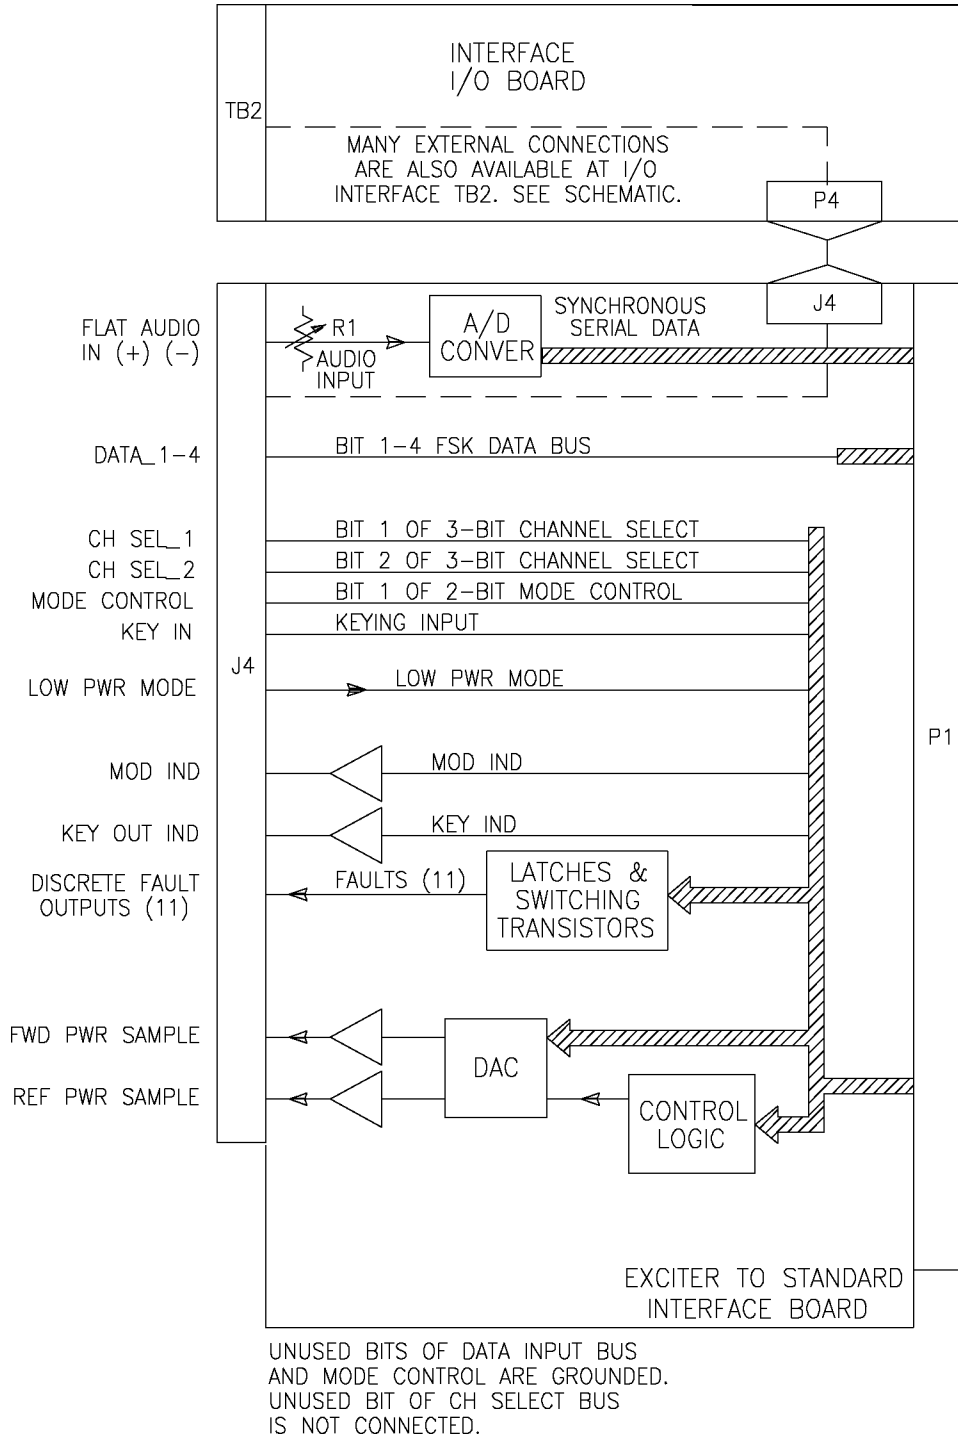 INTERFACE
I/O BOARD
TB2
MANY EXTERNAL CONNECTIONS
ARE ALSO AVAILABLE AT I/O
INTERFACE TB2. SEE SCHEMATIC.
P4
J4
FLAT AUDIO
IN (+) (-)
R1
AUDIO
INPUT
A/D
CONVER
SYNCHRONOUS
SERIAL DATA
DATA_1-4
BIT 1-4 FSK DATA BUS
CH SEL_1
BIT 1 OF 3-BIT CHANNEL SELECT
CH SEL_2
BIT 2 OF 3-BIT CHANNEL SELECT
MODE CONTROL
BIT 1 OF 2-BIT MODE CONTROL
KEY IN
KEYING INPUT
J4
LOW PWR MODE
LOW PWR MODE
P1
MOD IND
MOD IND
KEY OUT IND
KEY IND
DISCRETE FAULT
OUTPUTS (11)
FAULTS (11)
LATCHES &
SWITCHING
TRANSISTORS
FWD PWR SAMPLE
REF PWR SAMPLE
DAC
CONTROL
LOGIC
EXCITER TO STANDARD
INTERFACE BOARD
UNUSED BITS OF DATA INPUT BUS
AND MODE CONTROL ARE GROUNDED.
UNUSED BIT OF CH SELECT BUS
IS NOT CONNECTED.